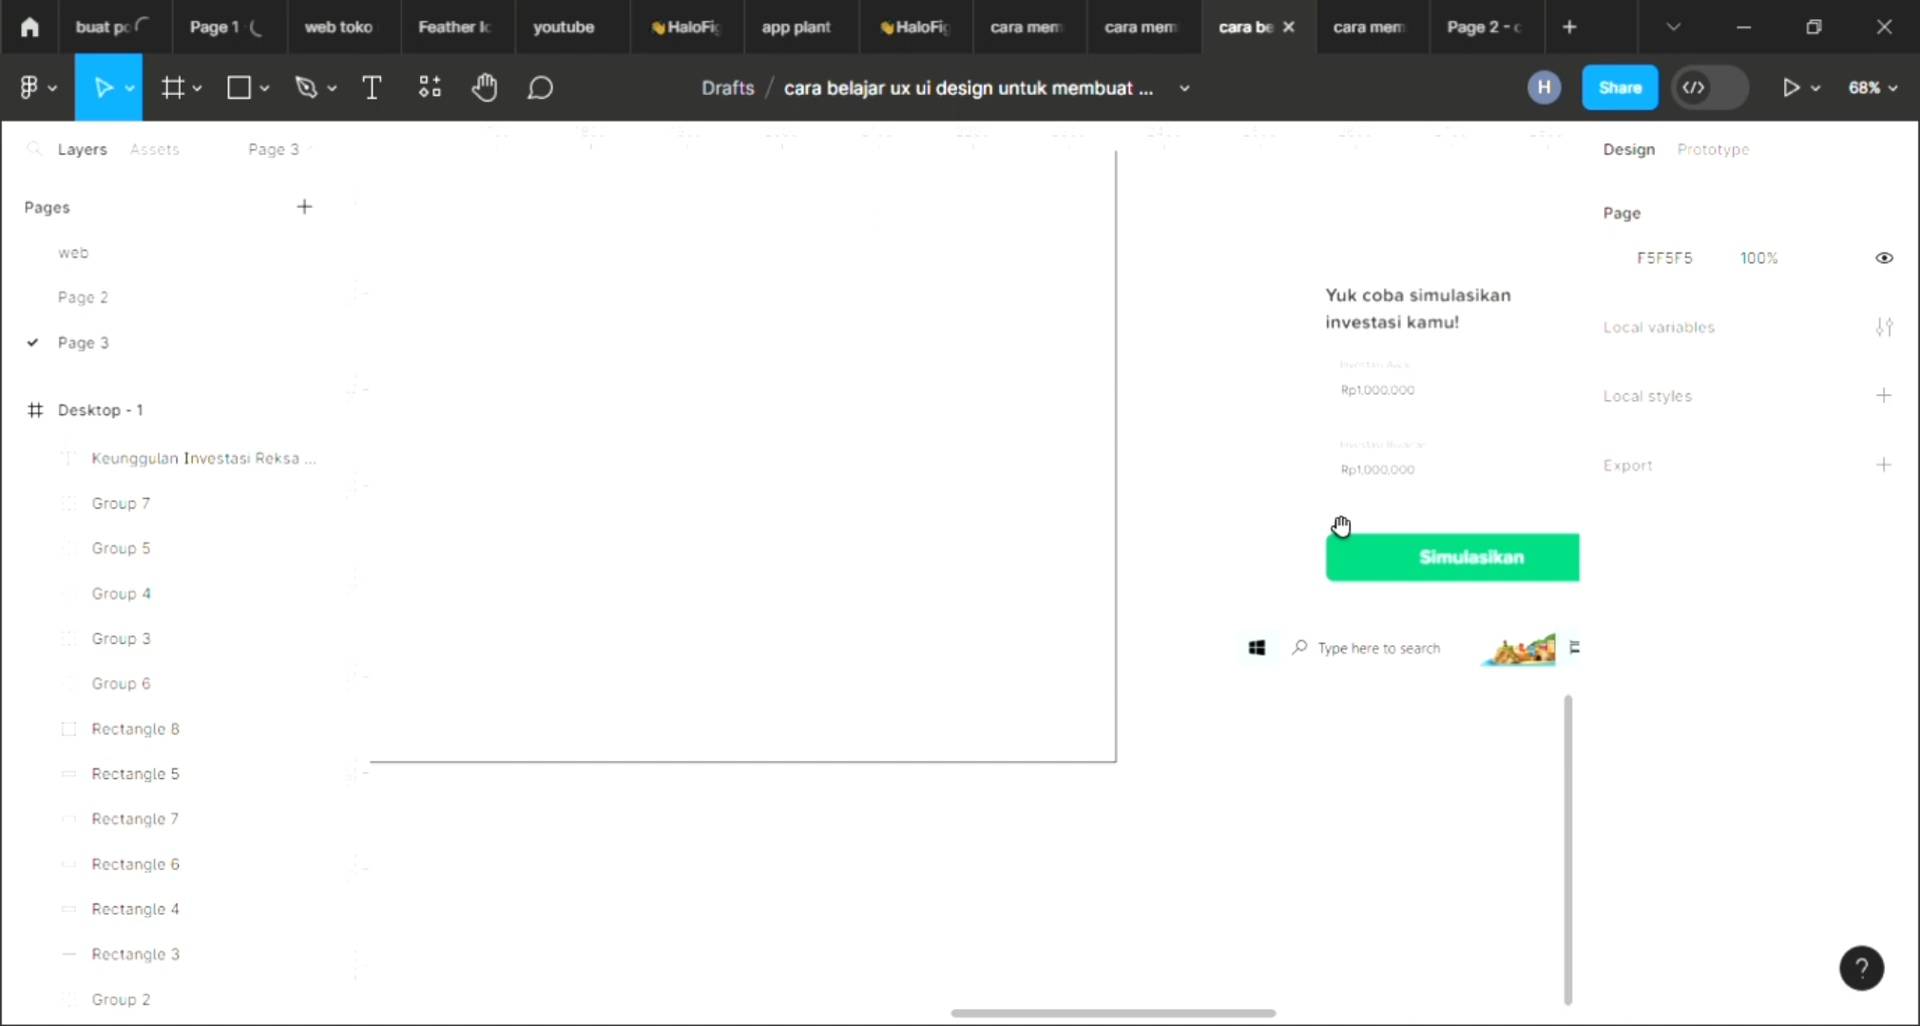 buat po
Page 1
web toko
Feather Ic
youtube
HaloFig
app plant
HaloFig
cara mem
cara mem
cara be
cara mem
Page 2 - c
Drafts / cara belajar ux ui design untuk membuat ...
H
Share
68%
Layers
Assets
Page 3
Design
Prototype
Pages
Page
web
F5F5F5
100%
Page 2
Yuk coba simulasikan
investasi kamu!
Local variables
Page 3
Rp1.000.000
Local styles
Desktop - 1
Keunggulan Investasi Reksa ...
Rp1.000.000
Export
Group 7
Group 5
Simulasikan
Group 4
Group 3
Type here to search
Group 6
Rectangle 8
Rectangle 5
Rectangle 7
Rectangle 6
Rectangle 4
Rectangle 3
Group 2
?